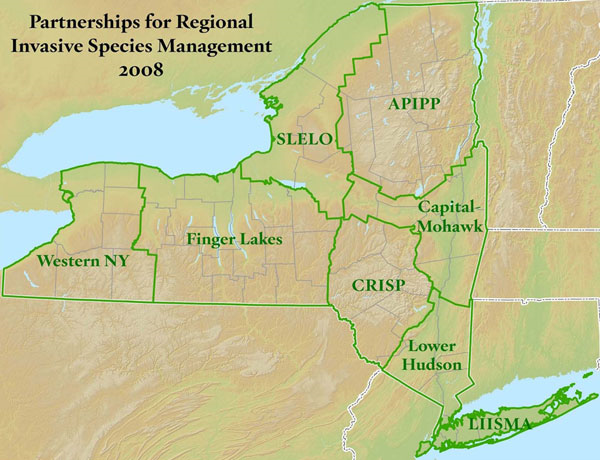 Partnerships for Regional
Invasive Species Management
2008
APIPP
SLELO
Capital-
Mohawk
Finger Lakes
Western NY
CRISP
Lower
Hudson
LIISMA